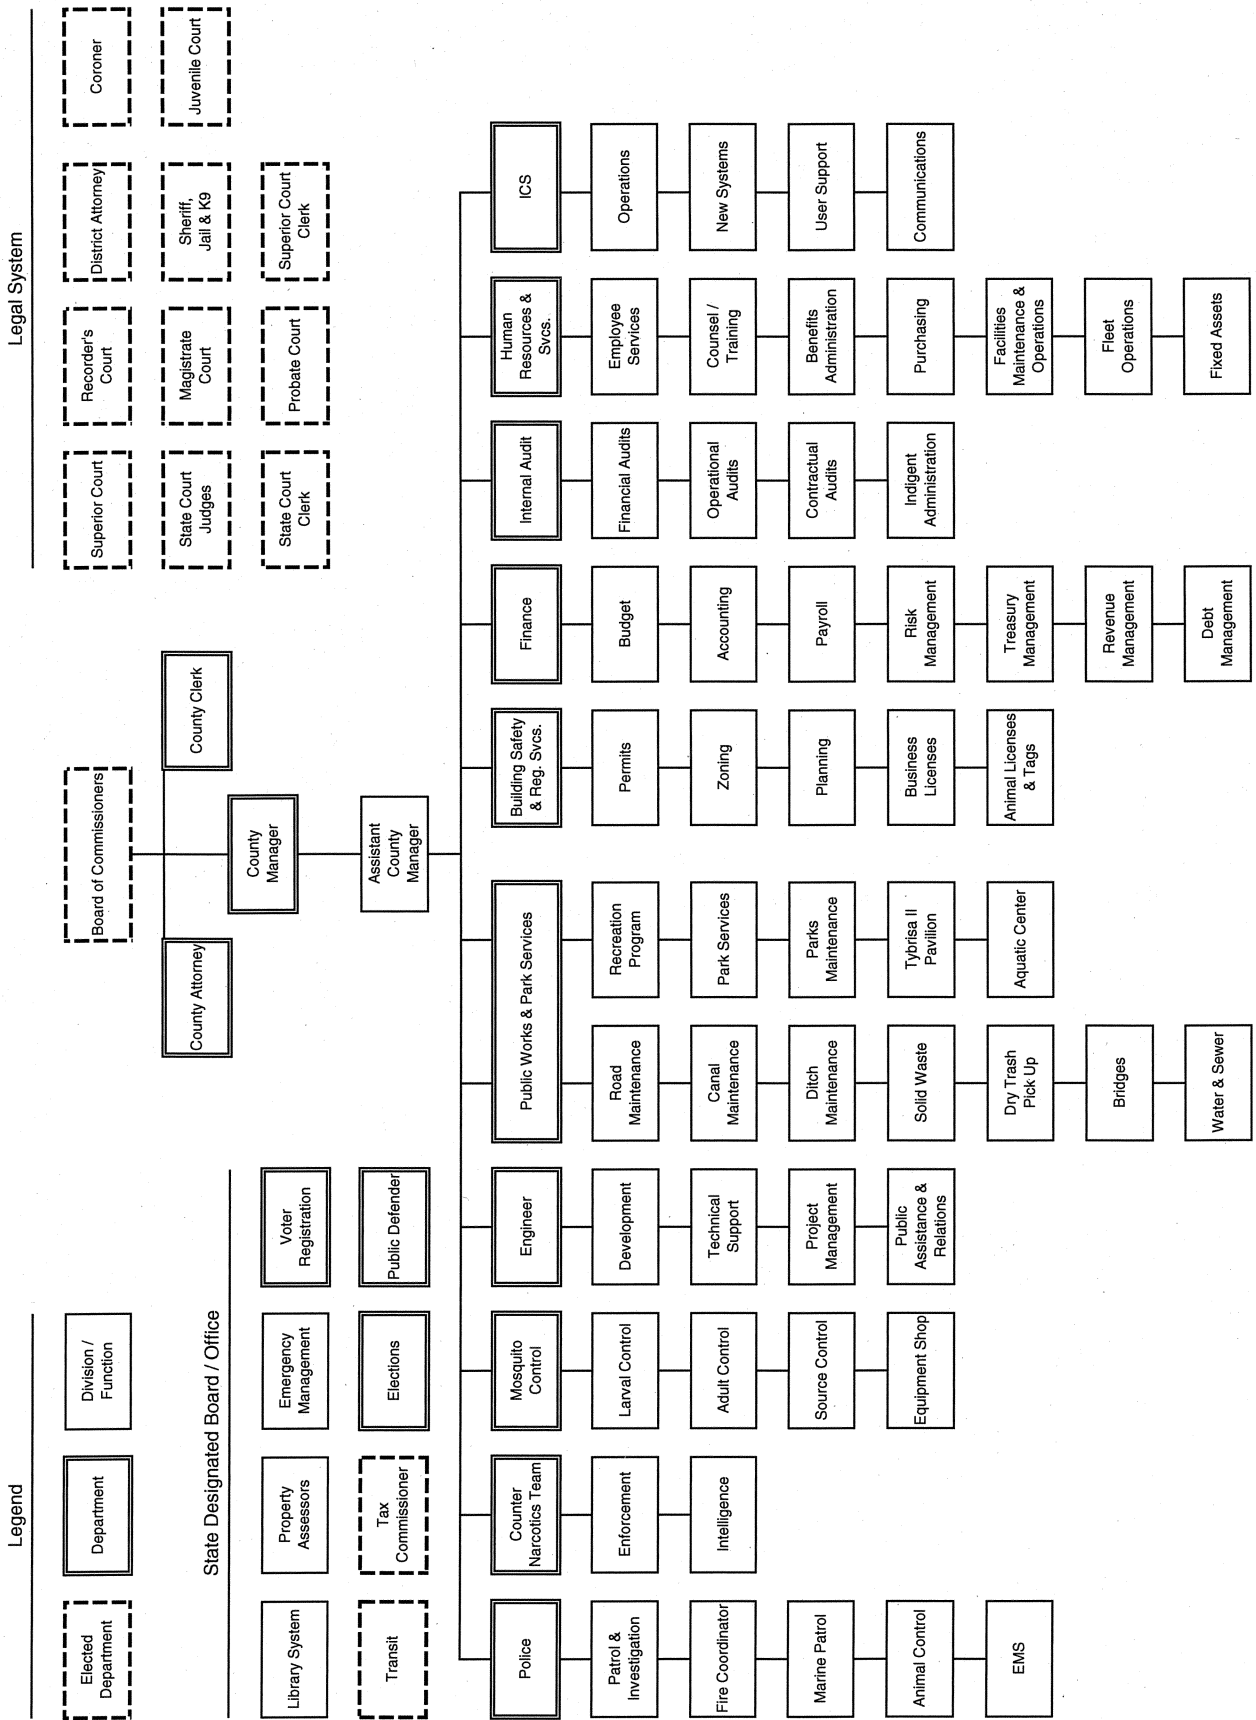 Legend
Elected
Department
Department
Division /
Function
State Designated Board / Office
Library System
Property
Assessors
Emergency
Management
Voter
Registration
Transit
Tax
Commissioner
Elections
Public Defender
Board of Commissioners
County Attorney
County Clerk
County
Manager
Assistant
County
Manager
Legal System
Superior Court
Recorder's
Court
District Attorney
Coroner
State Court
Judges
Magistrate
Court
Sheriff,
Jail & K9
Juvenile Court
State Court
Clerk
Probate Court
Superior Court
Clerk
Police
Patrol &
Investigation
Fire Coordinator
Marine Patrol
Animal Control
EMS
Counter
Narcotics Team
Enforcement
Intelligence
Mosquito
Control
Larval Control
Adult Control
Source Control
Equipment Shop
Engineer
Development
Technical
Support
Project
Management
Public
Assistance &
Relations
Public Works & Park Services
Road
Maintenance
Canal
Maintenance
Ditch
Maintenance
Solid Waste
Dry Trash
Pick Up
Bridges
Water & Sewer
Recreation
Program
Park Services
Parks
Maintenance
Tybrisa II
Pavilion
Aquatic Center
Building Safety
& Reg. Svcs.
Permits
Zoning
Planning
Business
Licenses
Animal Licenses
& Tags
Finance
Budget
Accounting
Payroll
Risk
Management
Treasury
Management
Revenue
Management
Debt
Management
Internal Audit
Financial Audits
Operational
Audits
Contractual
Audits
Indigent
Administration
Human
Resources &
Svcs.
Employee
Services
Counsel /
Training
Benefits
Administration
Purchasing
Facilities
Maintenance &
Operations
Fleet
Operations
Fixed Assets
ICS
Operations
New Systems
User Support
Communications